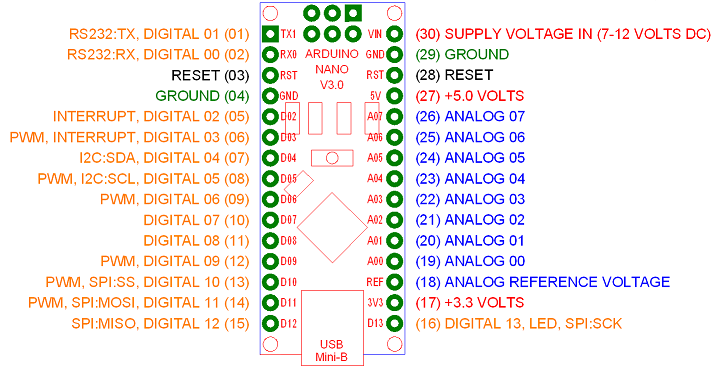 RS232:TX, DIGITAL 01 (01) TX1 VIN (30) SUPPLY VOLTAGE IN (7-12 VOLTS DC)
RS232:RX, DIGITAL 00 (02) RX0 ARDUINO GND (29) GROUND
RESET (03) RST NANO RST (28) RESET
V3.0
GROUND (04) GND 5V (27) +5.0 VOLTS
INTERRUPT, DIGITAL 02 (05) D02 A07 (26) ANALOG 07
PWM, INTERRUPT, DIGITAL 03 (06) D03 A06 (25) ANALOG 06
I2C:SDA, DIGITAL 04 (07) D04 A05 (24) ANALOG 05
PWM, I2C:SCL, DIGITAL 05 (08) D05 A04 (23) ANALOG 04
PWM, DIGITAL 06 (09) D06 A03 (22) ANALOG 03
DIGITAL 07 (10) D07 A02 (21) ANALOG 02
DIGITAL 08 (11) D08 A01 (20) ANALOG 01
PWM, DIGITAL 09 (12) D09 A00 (19) ANALOG 00
PWM, SPI:SS, DIGITAL 10 (13) D10 REF (18) ANALOG REFERENCE VOLTAGE
PWM, SPI:MOSI, DIGITAL 11 (14) D11 3V3 (17) +3.3 VOLTS
SPI:MISO, DIGITAL 12 (15) D12 D13 (16) DIGITAL 13, LED, SPI:SCK
USB
Mini-B